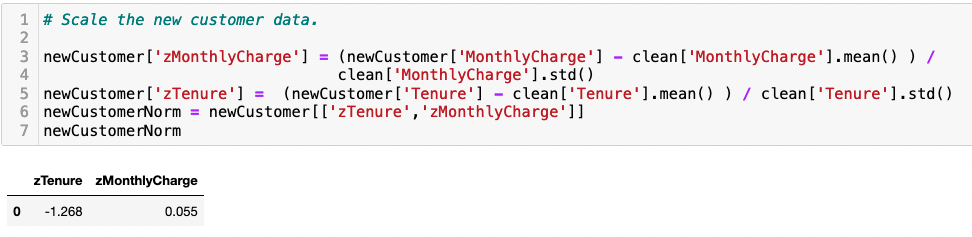 1 # Scale the new customer data.
2
3 newCustomer['zMonthlyCharge'] = (newCustomer['MonthlyCharge'] - clean['MonthlyCharge'].mean() ) /
4 clean['MonthlyCharge'].std()
5 newCustomer['zTenure'] =  (newCustomer['Tenure'] - clean['Tenure'].mean() ) / clean['Tenure'].std()
6 newCustomerNorm = newCustomer[['zTenure','zMonthlyCharge']]
7 newCustomerNorm
zTenure zMonthlyCharge
0 -1.268 0.055